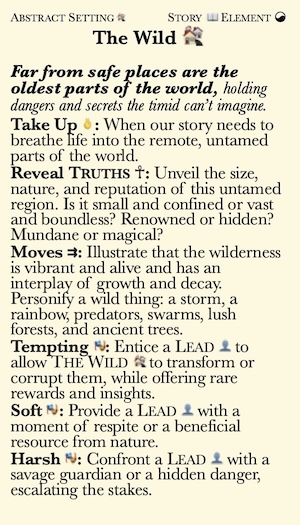 ABSTRACT SETTING STORY 📖 ELEMENT
The Wild
Far from safe places are the
oldest parts of the world, holding
dangers and secrets the timid can't imagine.
Take Up ✋: When our story needs to
breathe life into the remote, untamed
parts of the world.
Reveal TRUTHS ☥: Unveil the size,
nature, and reputation of this untamed
region. Is it small and confined or vast
and boundless? Renowned or hidden?
Mundane or magical?
Moves ⇉: Illustrate that the wilderness
is vibrant and alive and has an
interplay of growth and decay.
Personify a wild thing: a storm, a
rainbow, predators, swarms, lush
forests, and ancient trees.
Tempting 🎭: Entice a LEAD 👤 to
allow THE WILD to transform or
corrupt them, while offering rare
rewards and insights.
Soft 🎭: Provide a LEAD 👤 with a
moment of respite or a beneficial
resource from nature.
Harsh 🎭: Confront a LEAD 👤 with a
savage guardian or a hidden danger,
escalating the stakes.